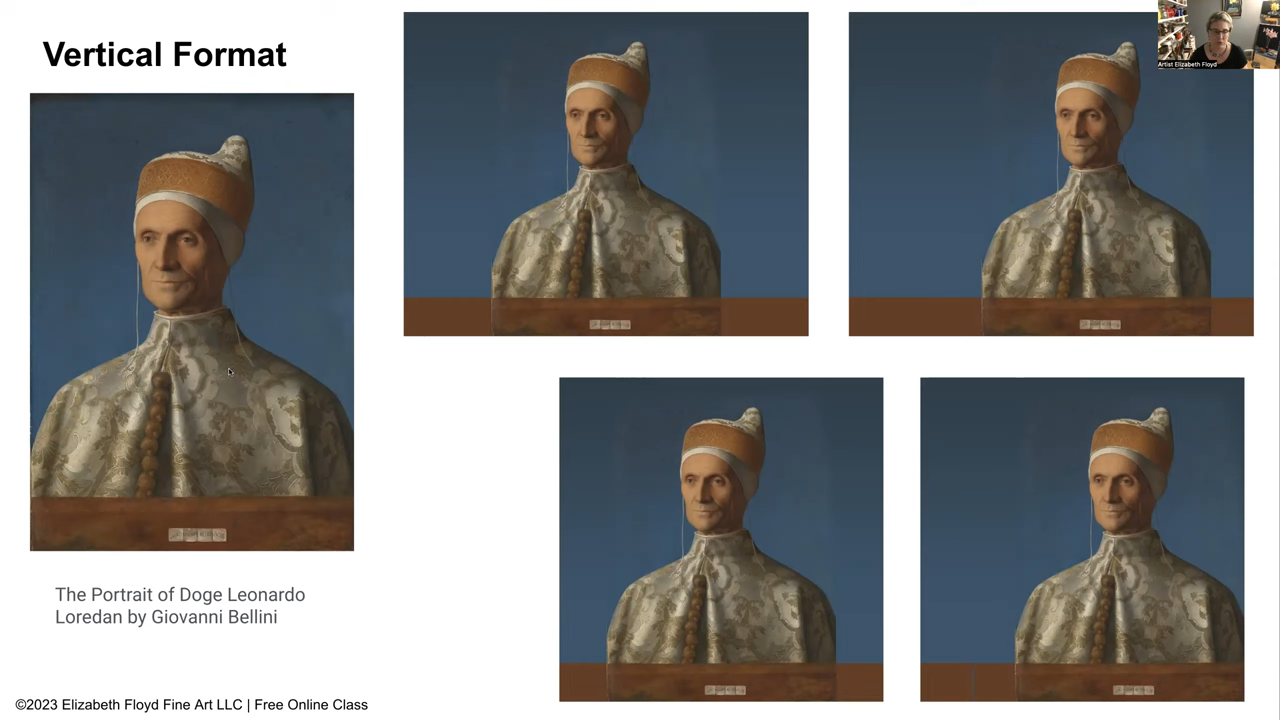 Vertical Format
Artist Elizabeth Floyd
The Portrait of Doge Leonardo
Loredan by Giovanni Bellini
©2023 Elizabeth Floyd Fine Art LLC | Free Online Class